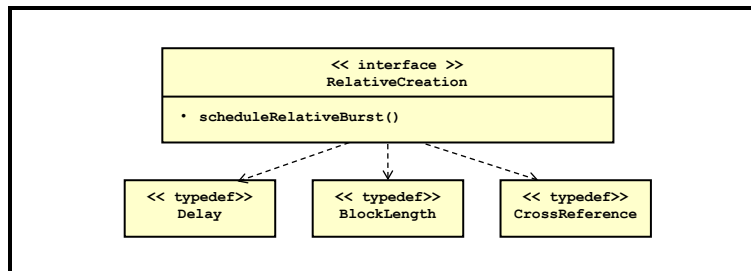 << interface >>
RelativeCreation
• scheduleRelativeBurst()
<< typedef>> << typedef>> << typedef>>
Delay BlockLength CrossReference